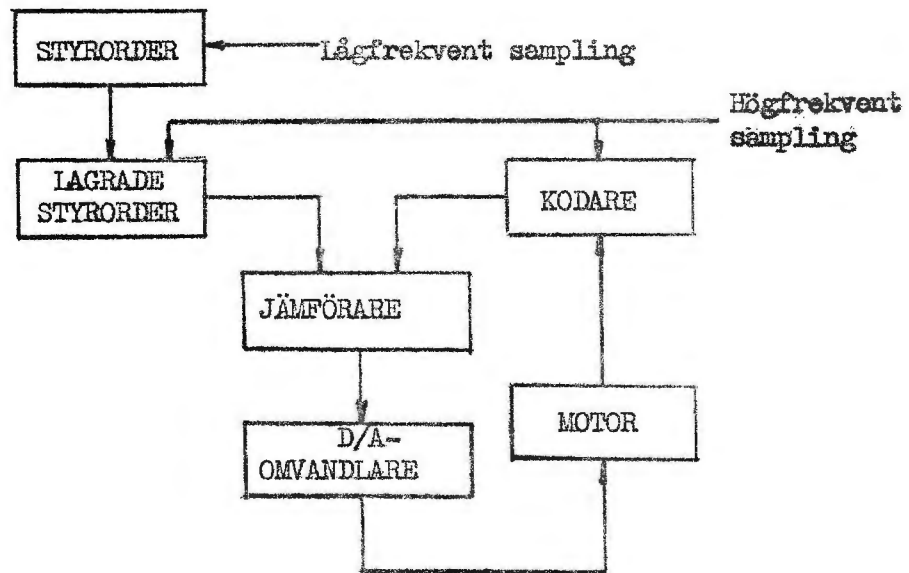 STYRORDER
Lågfrekvent sampling
Högfrekvent
sampling
LAGRADE
STYRORDER
KODARE
JÄMFÖRARE
MOTOR
D/A-
OMVANDLARE